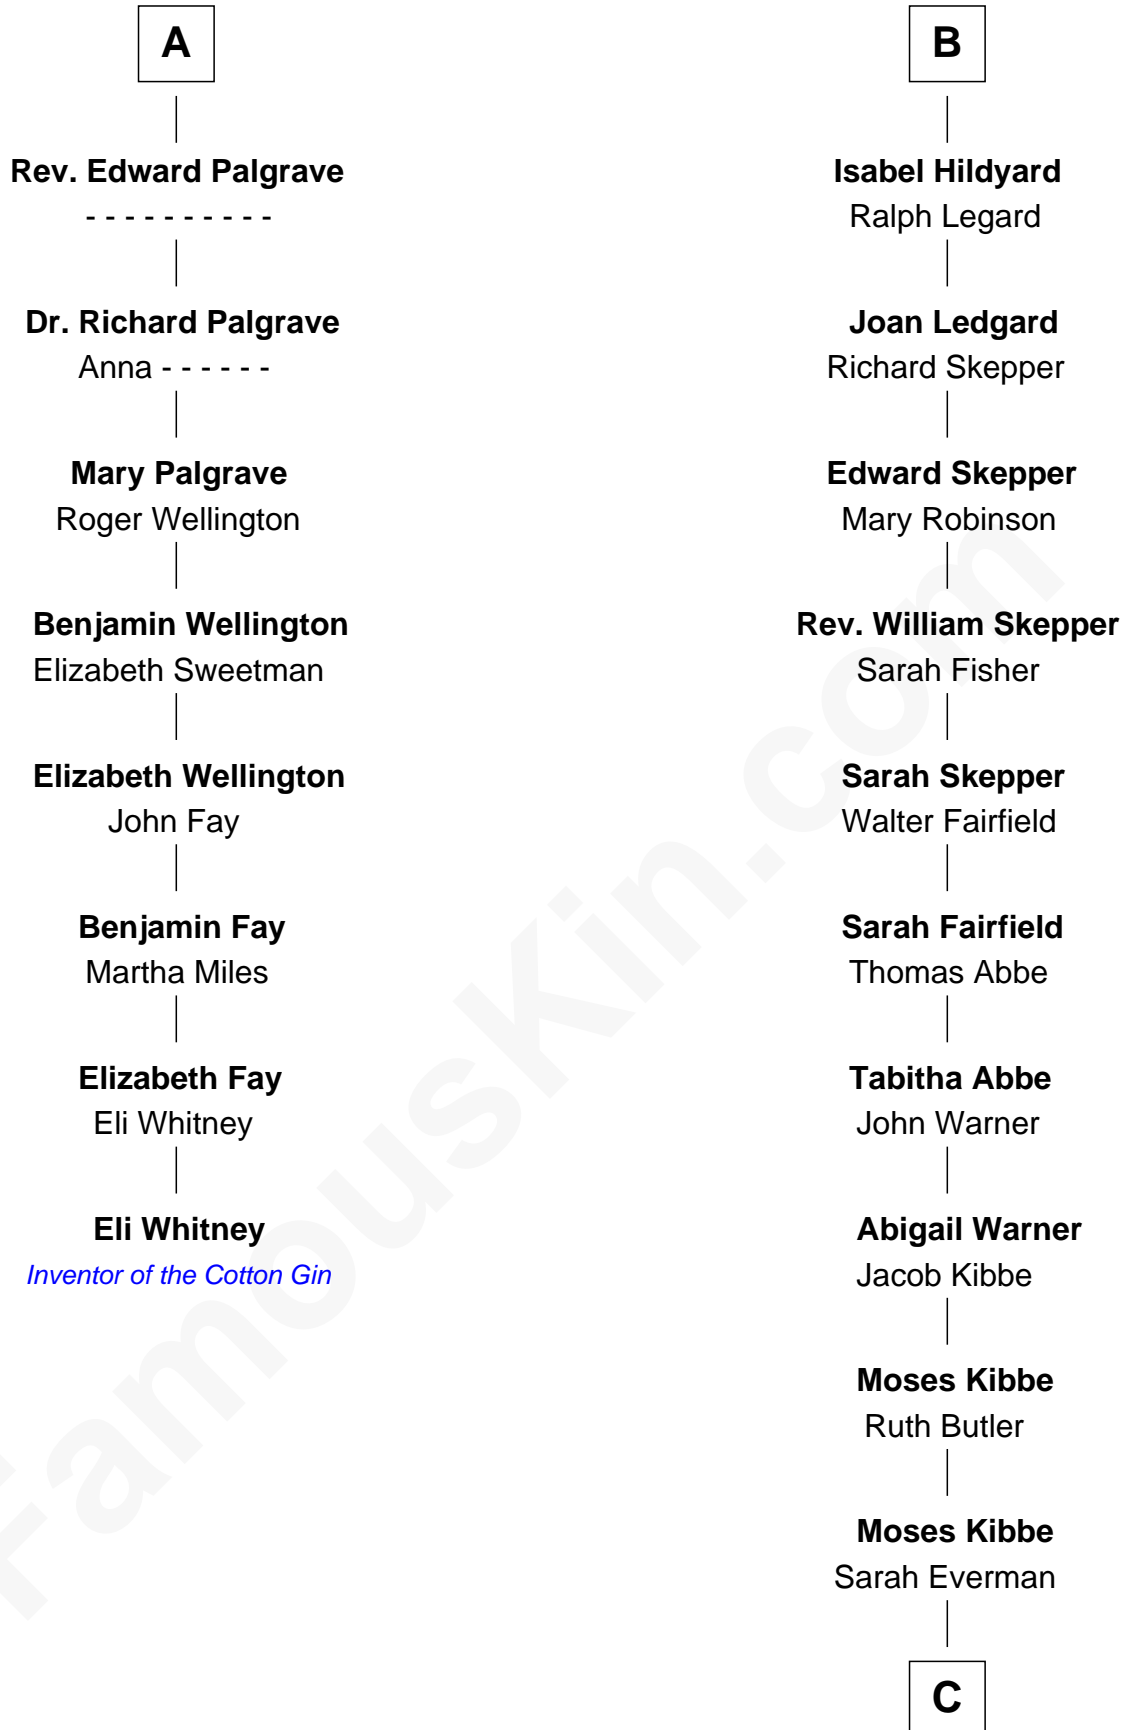 A
Rev. Edward Palgrave
- - - - - - - - - -
Dr. Richard Palgrave
Anna - - - - - -
Mary Palgrave
Roger Wellington
Benjamin Wellington
Elizabeth Sweetman
Elizabeth Wellington
John Fay
Benjamin Fay
Martha Miles
Elizabeth Fay
Eli Whitney
Eli Whitney
Inventor of the Cotton Gin
B
Isabel Hildyard
Ralph Legard
Joan Ledgard
Richard Skepper
Edward Skepper
Mary Robinson
Rev. William Skepper
Sarah Fisher
Sarah Skepper
Walter Fairfield
Sarah Fairfield
Thomas Abbe
Tabitha Abbe
John Warner
Abigail Warner
Jacob Kibbe
Moses Kibbe
Ruth Butler
Moses Kibbe
Sarah Everman
C
FamousKin.com